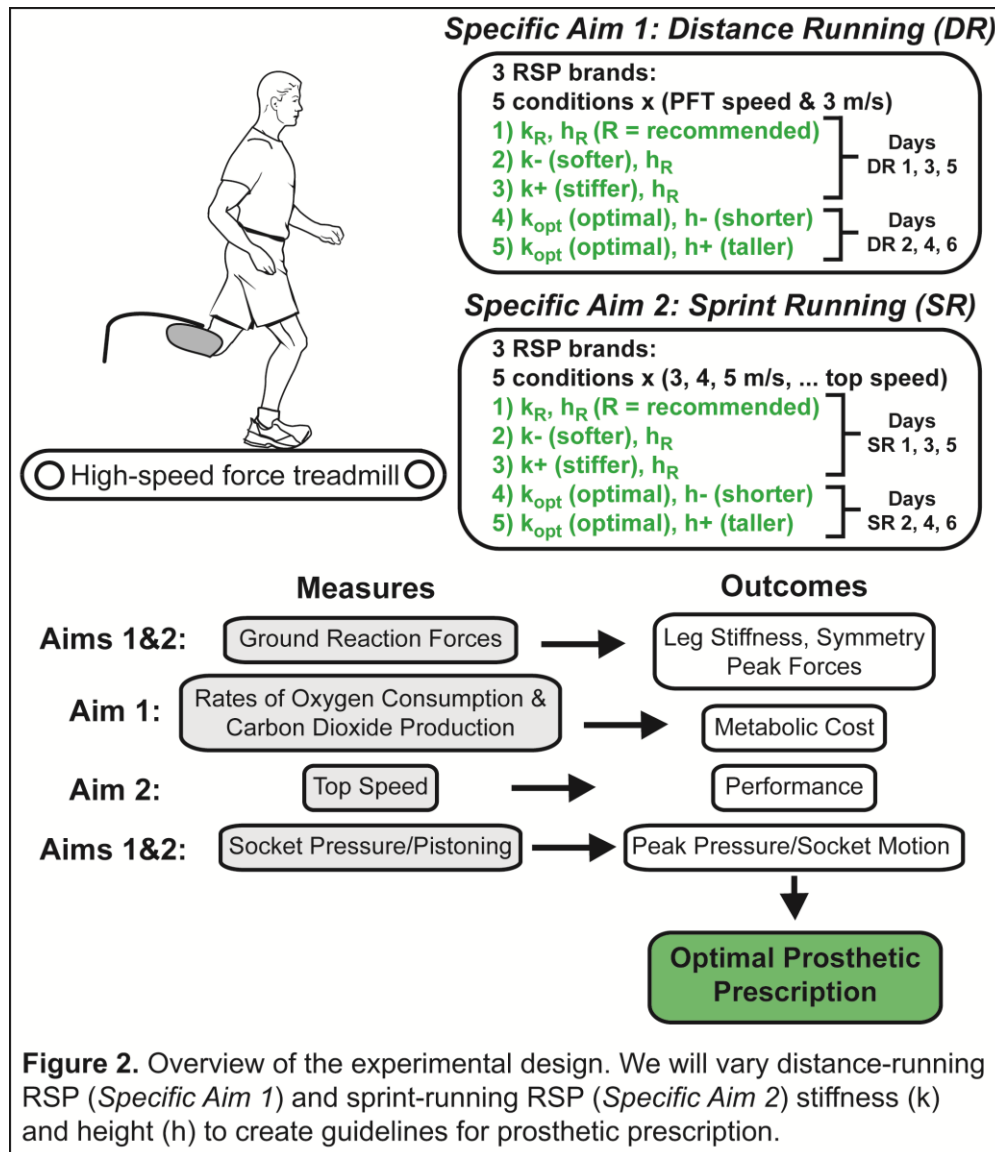 Specific Aim 1: Distance Running (DR)
3 RSP brands:
5 conditions x (PFT speed & 3 m/s)
1) kR, hR (R = recommended)
2) k- (softer), hR
3) k+ (stiffer), hR
Days
DR 1, 3, 5
4) kopt (optimal), h- (shorter)
5) kopt (optimal), h+ (taller)
Days
DR 2, 4, 6
Specific Aim 2: Sprint Running (SR)
3 RSP brands:
5 conditions x (3, 4, 5 m/s, ... top speed)
1) kR, hR (R = recommended)
2) k- (softer), hR
3) k+ (stiffer), hR
Days
SR 1, 3, 5
4) kopt (optimal), h- (shorter)
5) kopt (optimal), h+ (taller)
Days
SR 2, 4, 6
High-speed force treadmill
Measures
Outcomes
Aims 1&2:
Ground Reaction Forces
Leg Stiffness, Symmetry
Peak Forces
Aim 1:
Rates of Oxygen Consumption &
Carbon Dioxide Production
Metabolic Cost
Aim 2:
Top Speed
Performance
Aims 1&2:
Socket Pressure/Pistoning
Peak Pressure/Socket Motion
Optimal Prosthetic
Prescription
Figure 2. Overview of the experimental design. We will vary distance-running
RSP (Specific Aim 1) and sprint-running RSP (Specific Aim 2) stiffness (k)
and height (h) to create guidelines for prosthetic prescription.